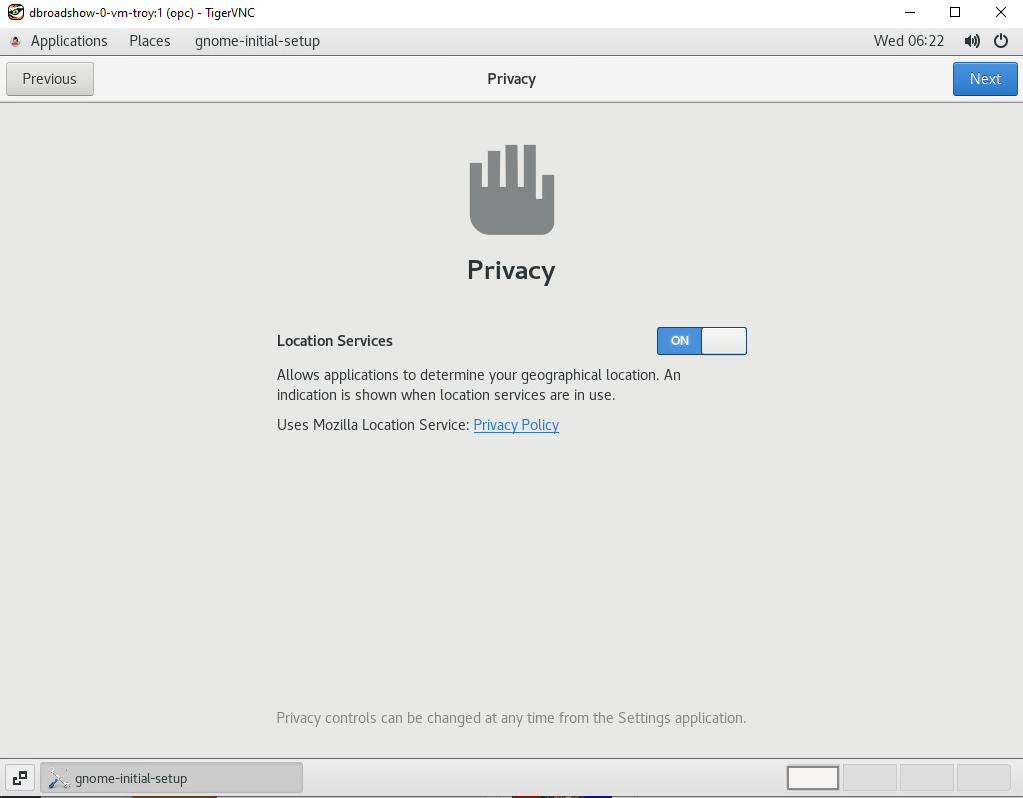 dbroadshow-0-vm-troy:1 (opc) - TigerVNC
Applications Places gnome-initial-setup Wed 06:22
Previous Privacy Next
Privacy
Location Services ON
Allows applications to determine your geographical location. An
indication is shown when location services are in use.
Uses Mozilla Location Service: Privacy Policy
Privacy controls can be changed at any time from the Settings application.
gnome-initial-setup